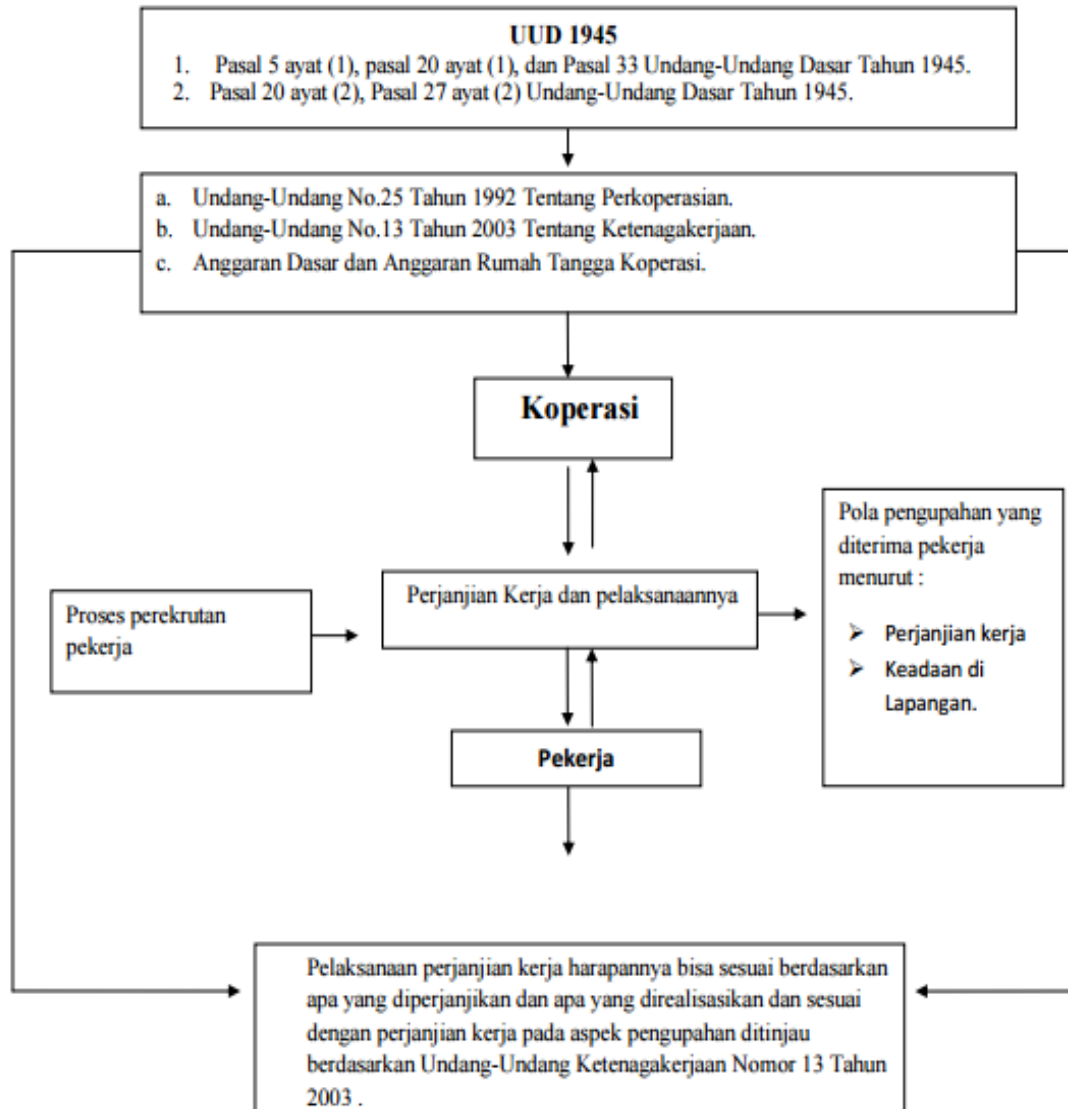 UUD 1945
1. Pasal 5 ayat (1), pasal 20 ayat (1), dan Pasal 33 Undang-Undang Dasar Tahun 1945.
2. Pasal 20 ayat (2), Pasal 27 ayat (2) Undang-Undang Dasar Tahun 1945.
a. Undang-Undang No.25 Tahun 1992 Tentang Perkoperasian.
b. Undang-Undang No.13 Tahun 2003 Tentang Ketenagakerjaan.
c. Anggaran Dasar dan Anggaran Rumah Tangga Koperasi.
Koperasi
Proses perekrutan
pekerja
Perjanjian Kerja dan pelaksanaannya
Pola pengupahan yang
diterima pekerja
menurut :
➢ Perjanjian kerja
➢ Keadaan di
Lapangan.
Pekerja
Pelaksanaan perjanjian kerja harapannya bisa sesuai berdasarkan
apa yang diperjanjikan dan apa yang direalisasikan dan sesuai
dengan perjanjian kerja pada aspek pengupahan ditinjau
berdasarkan Undang-Undang Ketenagakerjaan Nomor 13 Tahun
2003 .